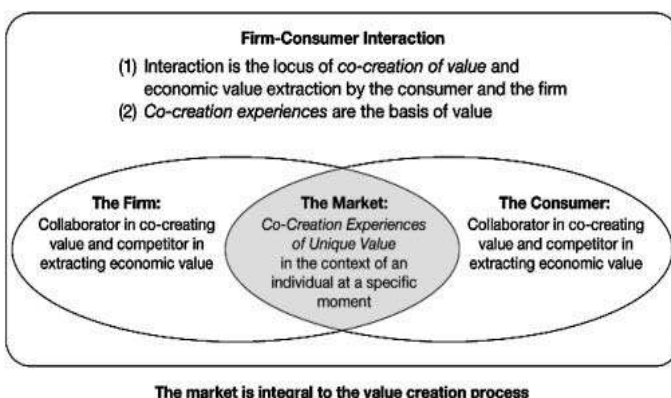 Firm-Consumer Interaction
(1) Interaction is the locus of co-creation of value and
economic value extraction by the consumer and the firm
(2) Co-creation experiences are the basis of value
The Firm:
Collaborator in co-creating
value and competitor in
extracting economic value
The Market:
Co-Creation Experiences
of Unique Value
in the context of an
individual at a specific
moment
The Consumer:
Collaborator in co-creating
value and competitor in
extracting economic value
The market is integral to the value creation process